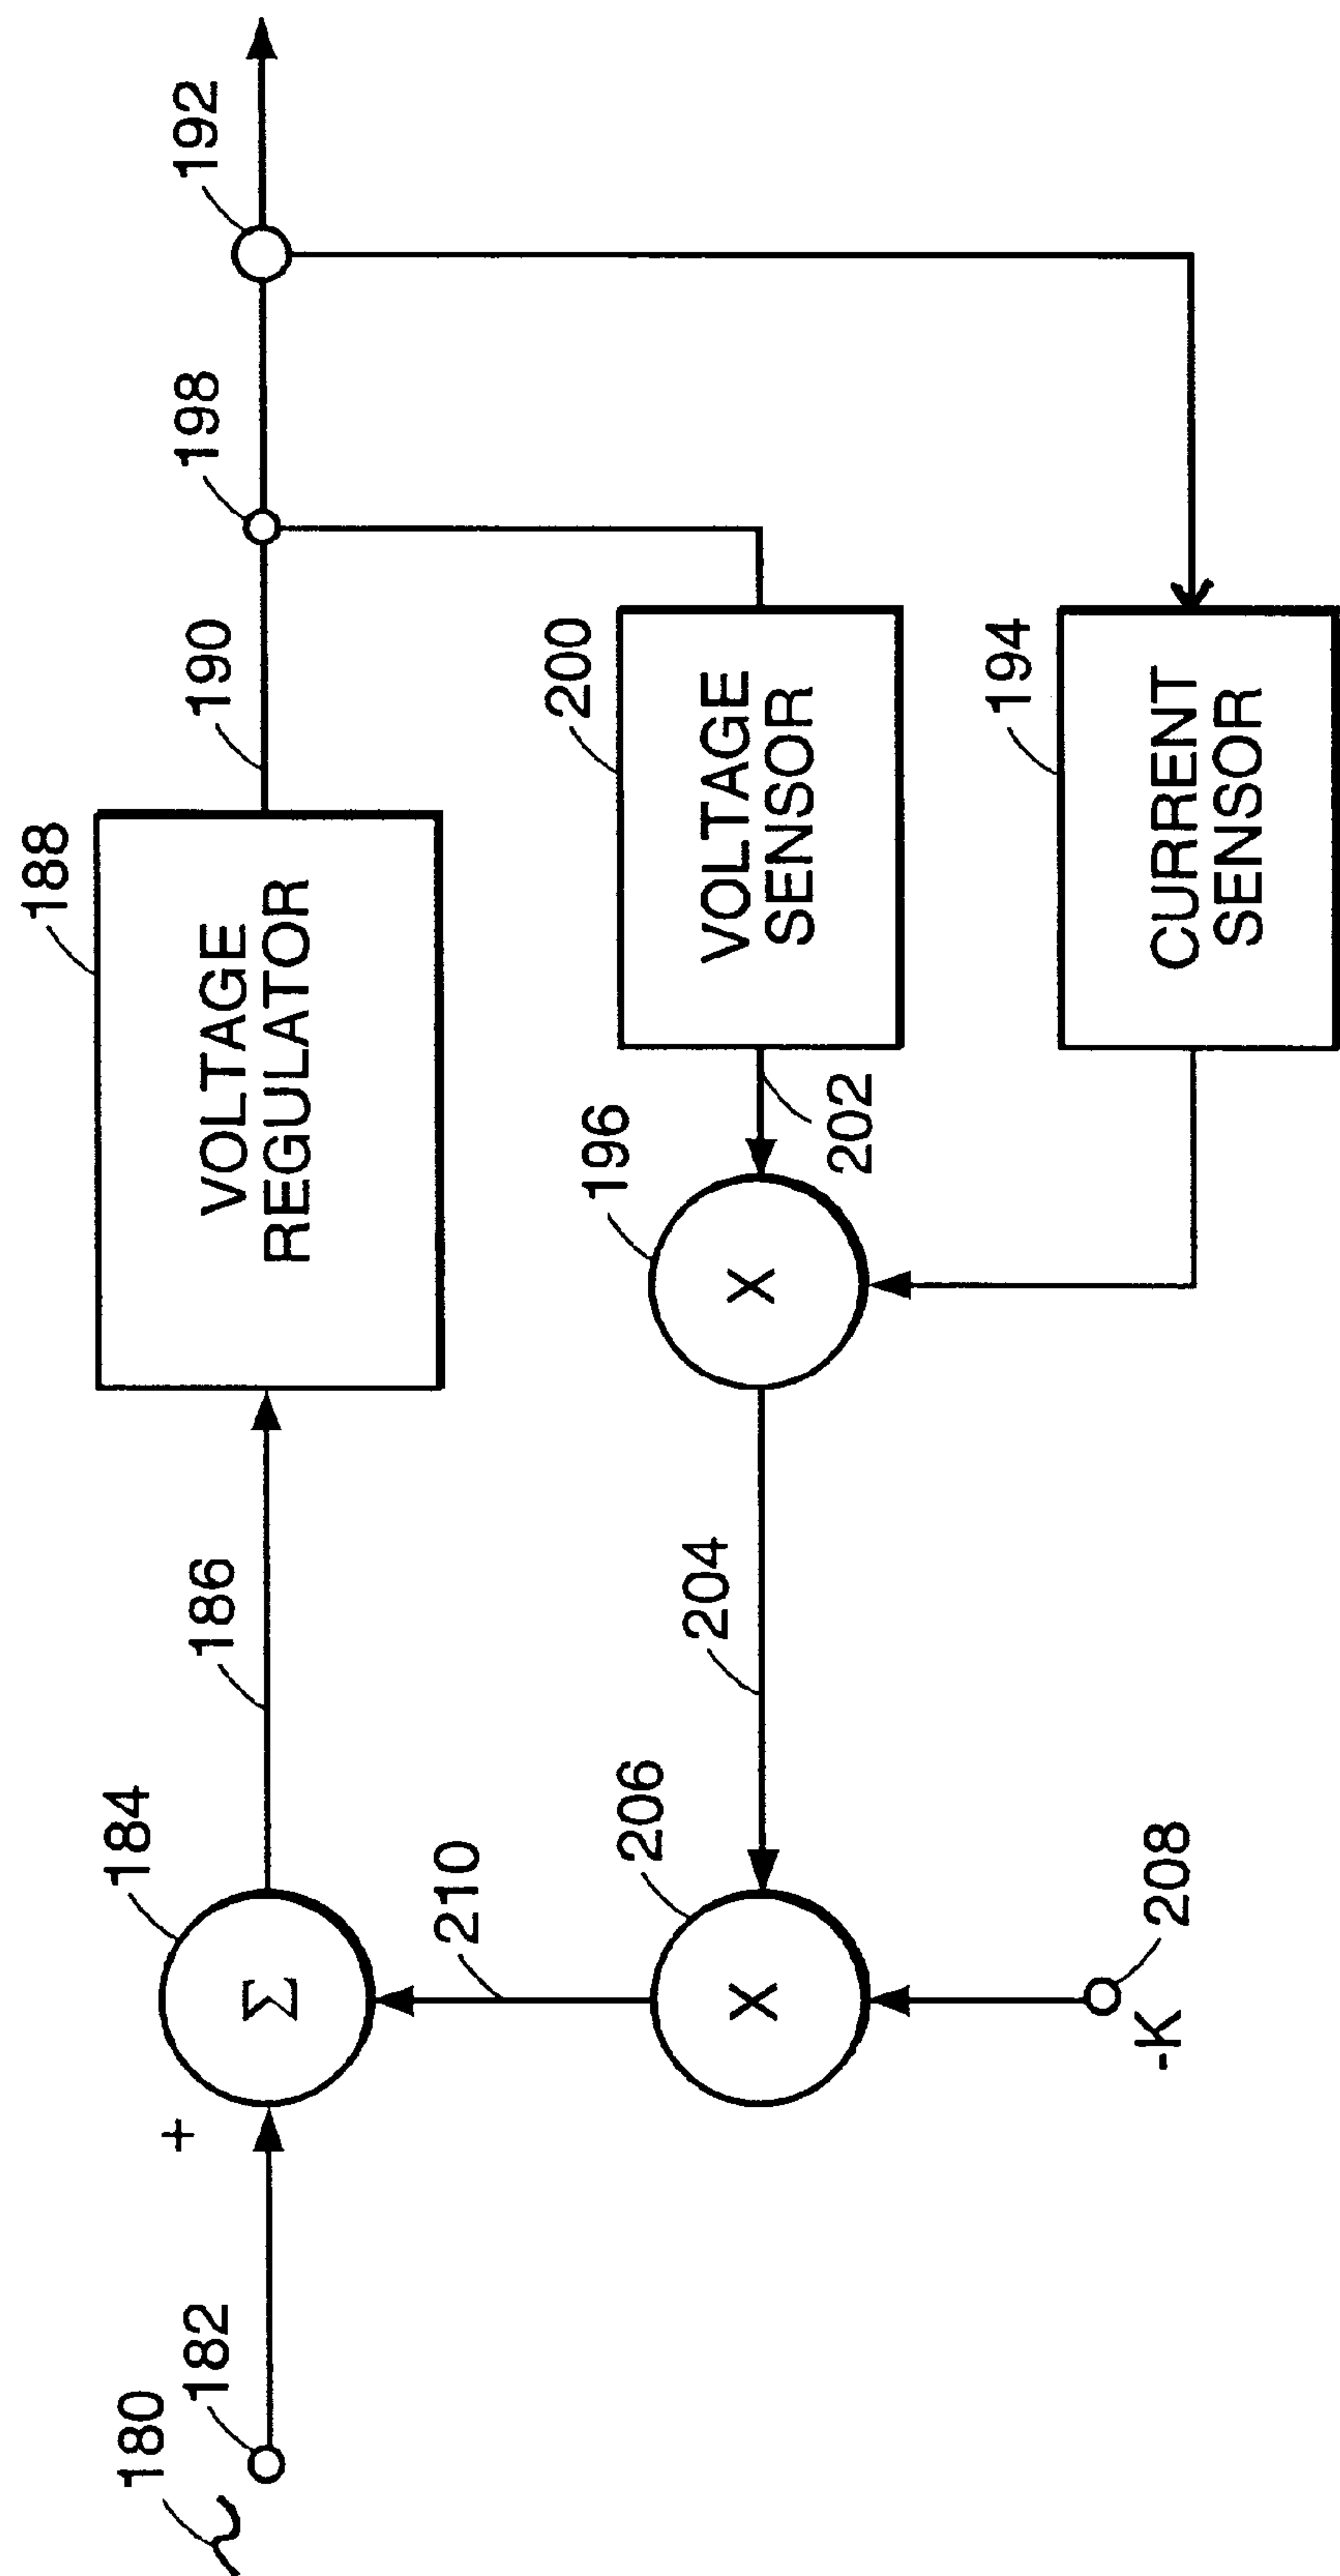 180
182
+
184
Σ
186
188
VOLTAGE
REGULATOR
190
198
192
210
206
X
204
196
X
202
200
VOLTAGE
SENSOR
208
-K
194
CURRENT
SENSOR